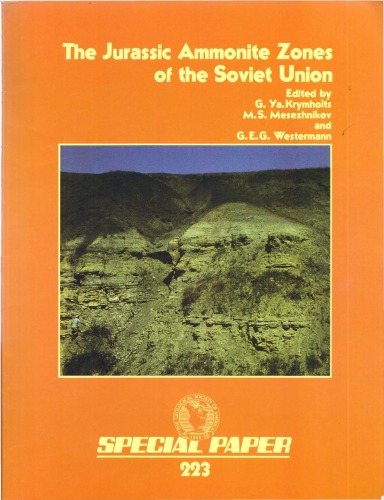 The Jurassic Ammonite Zones
of the Soviet Union
Edited by
G. Ya. Krymholts
M. S. Mesezhnikov
and
G. E. G. Westermann
SPECIAL PAPER
223